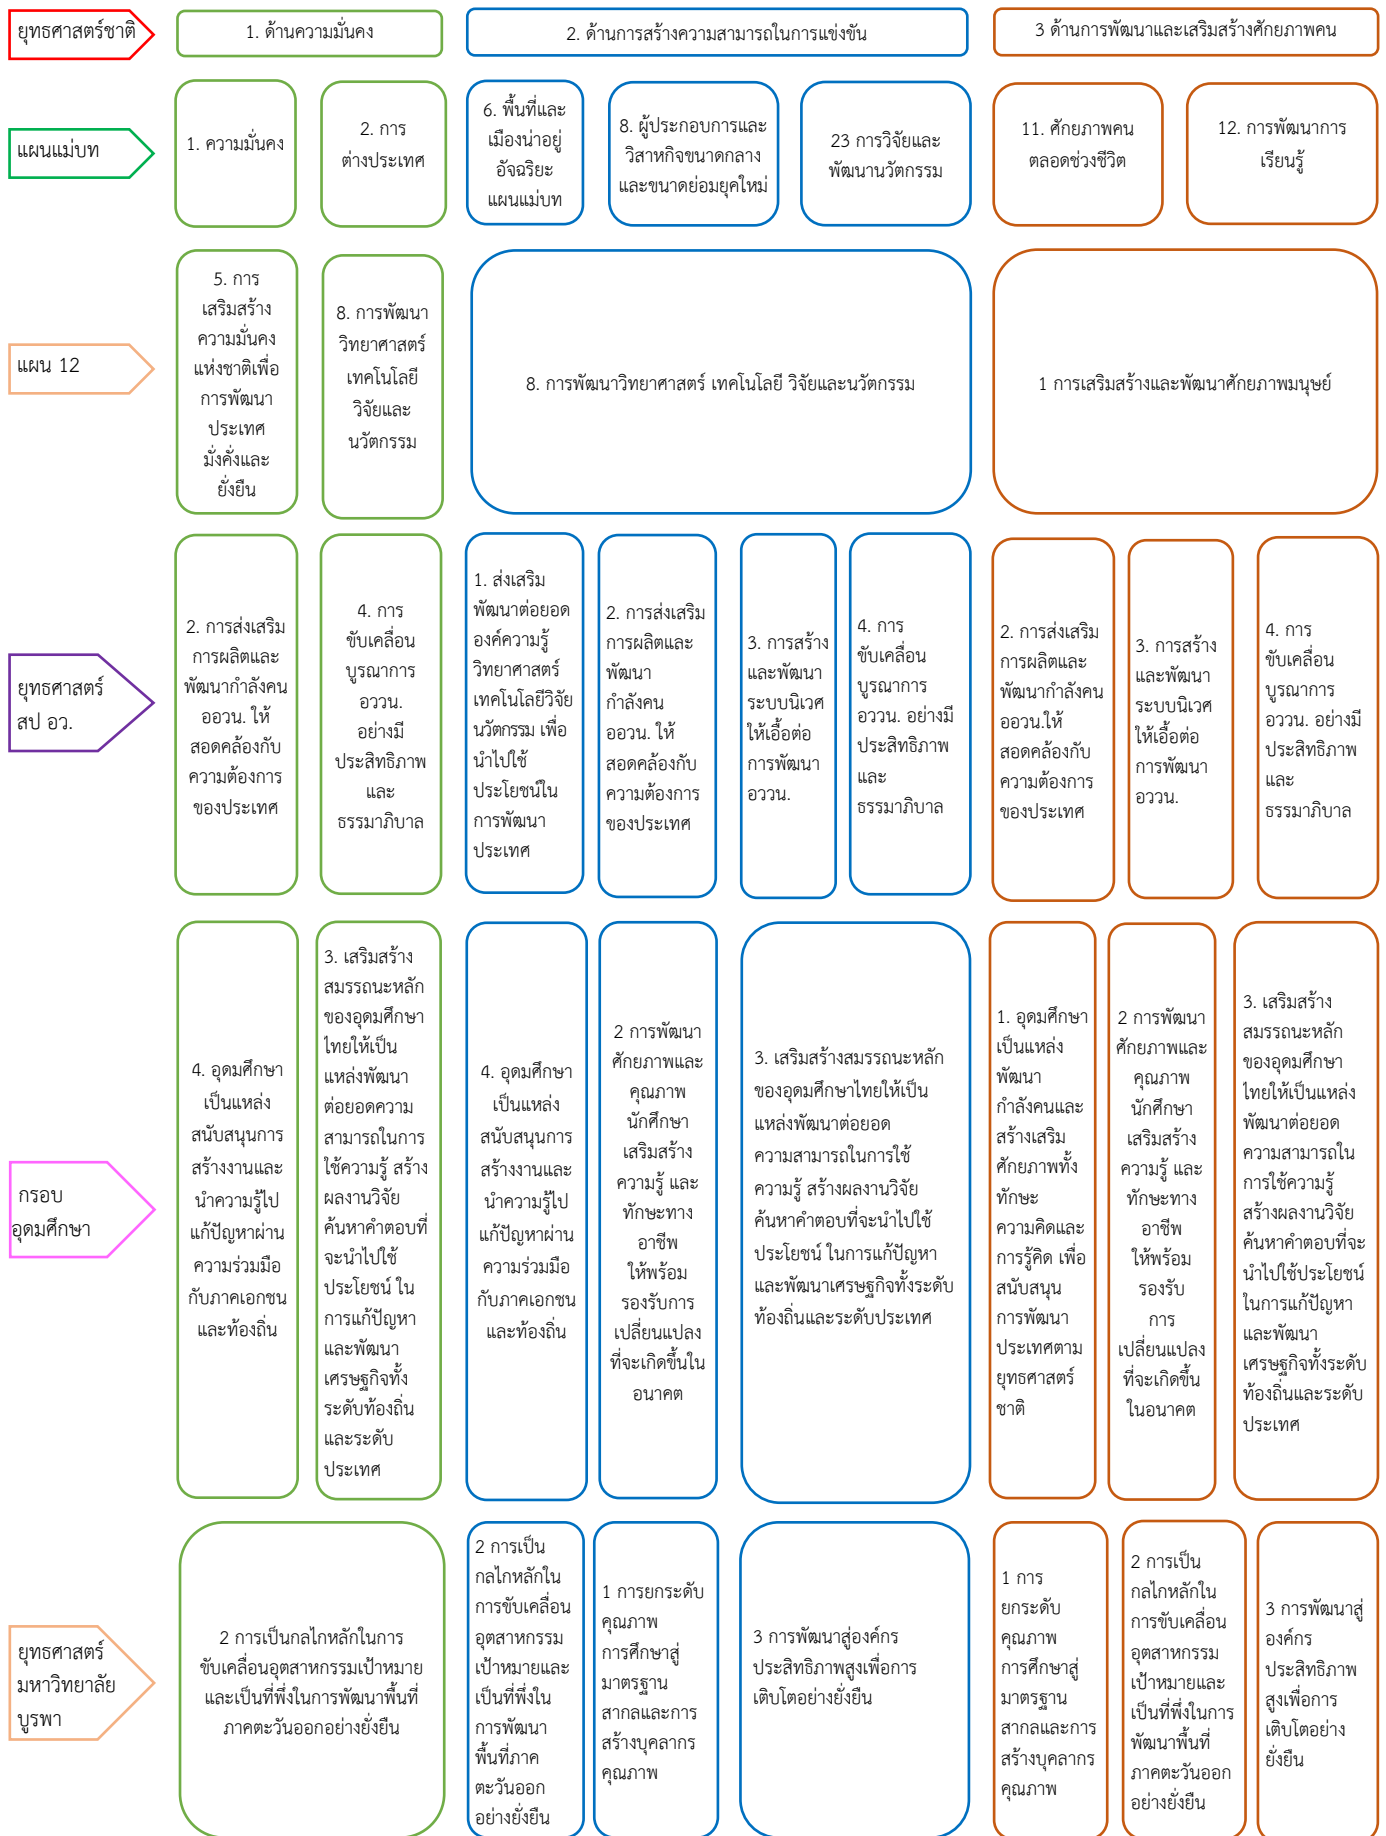 ยุทธศาสตร์ชาติ
1. ด้านความมั่นคง
2. ด้านการสร้างความสามารถในการแข่งขัน
3 ด้านการพัฒนาและเสริมสร้างศักยภาพคน
แผนแม่บท
1. ความมั่นคง
2. การ
ต่างประเทศ
6. พื้นที่และ
เมืองน่าอยู่
อัจฉริยะ
แผนแม่บท
8. ผู้ประกอบการและ
วิสาหกิจขนาดกลาง
และขนาดย่อมยุคใหม่
23 การวิจัยและ
พัฒนานวัตกรรม
11. ศักยภาพคน
ตลอดช่วงชีวิต
12. การพัฒนาการ
เรียนรู้
แผน 12
5. การ
เสริมสร้าง
ความมั่นคง
แห่งชาติเพื่อ
การพัฒนา
ประเทศ
มั่งคั่งและ
ยั่งยืน
8. การพัฒนา
วิทยาศาสตร์
เทคโนโลยี
วิจัยและ
นวัตกรรม
8. การพัฒนาวิทยาศาสตร์ เทคโนโลยี วิจัยและนวัตกรรม
1 การเสริมสร้างและพัฒนาศักยภาพมนุษย์
ยุทธศาสตร์
สป อว.
2. การส่งเสริม
การผลิตและ
พัฒนากำลังคน
ออวน. ให้
สอดคล้องกับ
ความต้องการ
ของประเทศ
4. การ
ขับเคลื่อน
บูรณาการ
อววน.
อย่างมี
ประสิทธิภาพ
และ
ธรรมาภิบาล
1. ส่งเสริม
พัฒนาต่อยอด
องค์ความรู้
วิทยาศาสตร์
เทคโนโลยีวิจัย
นวัตกรรม เพื่อ
นำไปใช้
ประโยชน์ใน
การพัฒนา
ประเทศ
2. การส่งเสริม
การผลิตและ
พัฒนา
กำลังคน
ออวน. ให้
สอดคล้องกับ
ความต้องการ
ของประเทศ
3. การสร้าง
และพัฒนา
ระบบนิเวศ
ให้เอื้อต่อ
การพัฒนา
อววน.
4. การ
ขับเคลื่อน
บูรณาการ
อววน. อย่างมี
ประสิทธิภาพ
และ
ธรรมาภิบาล
2. การส่งเสริม
การผลิตและ
พัฒนากำลังคน
ออวน.ให้
สอดคล้องกับ
ความต้องการ
ของประเทศ
3. การสร้าง
และพัฒนา
ระบบนิเวศ
ให้เอื้อต่อ
การพัฒนา
อววน.
4. การ
ขับเคลื่อน
บูรณาการ
อววน. อย่างมี
ประสิทธิภาพ
และ
ธรรมาภิบาล
กรอบ
อุดมศึกษา
4. อุดมศึกษา
เป็นแหล่ง
สนับสนุนการ
สร้างงานและ
นำความรู้ไป
แก้ปัญหาผ่าน
ความร่วมมือ
กับภาคเอกชน
และท้องถิ่น
3. เสริมสร้าง
สมรรถนะหลัก
ของอุดมศึกษา
ไทยให้เป็น
แหล่งพัฒนา
ต่อยอดความ
สามารถในการ
ใช้ความรู้ สร้าง
ผลงานวิจัย
ค้นหาคำตอบที่
จะนำไปใช้
ประโยชน์ ใน
การแก้ปัญหา
และพัฒนา
เศรษฐกิจทั้ง
ระดับท้องถิ่น
และระดับ
ประเทศ
4. อุดมศึกษา
เป็นแหล่ง
สนับสนุนการ
สร้างงานและ
นำความรู้ไป
แก้ปัญหาผ่าน
ความร่วมมือ
กับภาคเอกชน
และท้องถิ่น
2 การพัฒนา
ศักยภาพและ
คุณภาพ
นักศึกษา
เสริมสร้าง
ความรู้ และ
ทักษะทาง
อาชีพ
ให้พร้อม
รองรับการ
เปลี่ยนแปลง
ที่จะเกิดขึ้นใน
อนาคต
3. เสริมสร้างสมรรถนะหลัก
ของอุดมศึกษาไทยให้เป็น
แหล่งพัฒนาต่อยอด
ความสามารถในการใช้
ความรู้ สร้างผลงานวิจัย
ค้นหาคำตอบที่จะนำไปใช้
ประโยชน์ ในการแก้ปัญหา
และพัฒนาเศรษฐกิจทั้งระดับ
ท้องถิ่นและระดับประเทศ
1. อุดมศึกษา
เป็นแหล่ง
พัฒนา
กำลังคนและ
สร้างเสริม
ศักยภาพทั้ง
ทักษะ
ความคิดและ
การรู้คิด เพื่อ
สนับสนุน
การพัฒนา
ประเทศตาม
ยุทธศาสตร์
ชาติ
2 การพัฒนา
ศักยภาพและ
คุณภาพ
นักศึกษา
เสริมสร้าง
ความรู้ และ
ทักษะทาง
อาชีพ
ให้พร้อม
รองรับ
การ
เปลี่ยนแปลง
ที่จะเกิดขึ้น
ในอนาคต
3. เสริมสร้าง
สมรรถนะหลัก
ของอุดมศึกษา
ไทยให้เป็นแหล่ง
พัฒนาต่อยอด
ความสามารถใน
การใช้ความรู้
สร้างผลงานวิจัย
ค้นหาคำตอบที่จะ
นำไปใช้ประโยชน์
ในการแก้ปัญหา
และพัฒนา
เศรษฐกิจทั้งระดับ
ท้องถิ่นและระดับ
ประเทศ
ยุทธศาสตร์
มหาวิทยาลัย
บูรพา
2 การเป็นกลไกหลักในการ
ขับเคลื่อนอุตสาหกรรมเป้าหมาย
และเป็นที่พึ่งในการพัฒนาพื้นที่
ภาคตะวันออกอย่างยั่งยืน
2 การเป็น
กลไกหลักใน
การขับเคลื่อน
อุตสาหกรรม
เป้าหมายและ
เป็นที่พึ่งใน
การพัฒนา
พื้นที่ภาค
ตะวันออก
อย่างยั่งยืน
1 การยกระดับ
คุณภาพ
การศึกษาสู่
มาตรฐาน
สากลและการ
สร้างบุคลากร
คุณภาพ
3 การพัฒนาสู่องค์กร
ประสิทธิภาพสูงเพื่อการ
เติบโตอย่างยั่งยืน
1 การ
ยกระดับ
คุณภาพ
การศึกษาสู่
มาตรฐาน
สากลและการ
สร้างบุคลากร
คุณภาพ
2 การเป็น
กลไกหลักใน
การขับเคลื่อน
อุตสาหกรรม
เป้าหมายและ
เป็นที่พึ่งในการ
พัฒนาพื้นที่
ภาคตะวันออก
อย่างยั่งยืน
3 การพัฒนาสู่
องค์กร
ประสิทธิภาพ
สูงเพื่อการ
เติบโตอย่าง
ยั่งยืน